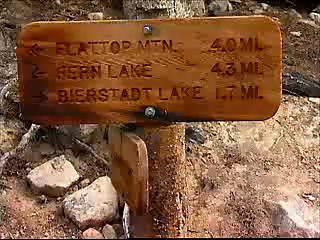 ← FLATTOP MTN. 4.0 MI.
← FERN LAKE 4.3 MI.
→ BIERSTADT LAKE 1.7 MI.